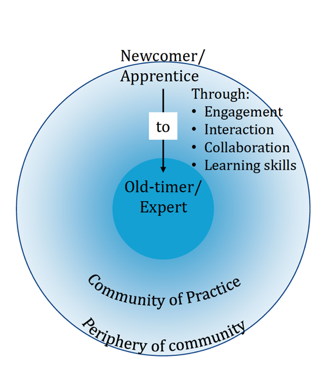 Newcomer/
Apprentice
Through:
• Engagement
• Interaction
• Collaboration
• Learning skills
to
Old-timer/
Expert
Community of Practice
Periphery of community